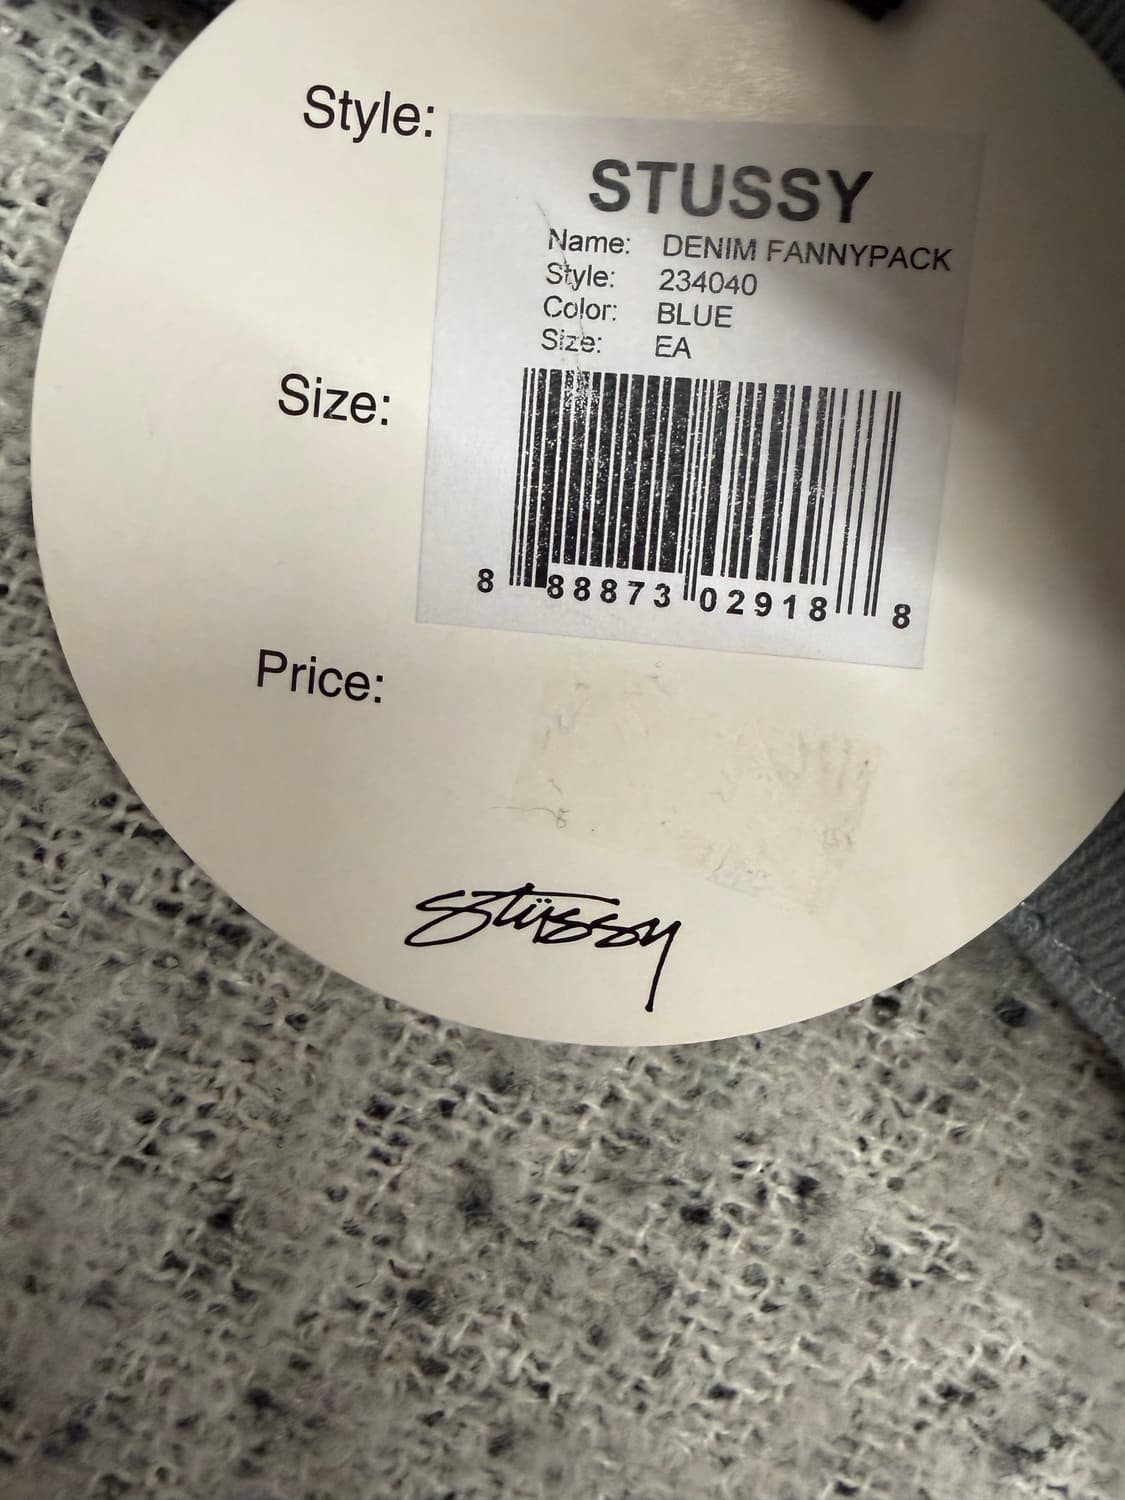 Style:
STUSSY
Name: DENIM FANNYPACK
Style: 234040
Color: BLUE
Size: EA
Size:
8 88873 02918 8
Price:
stüssy